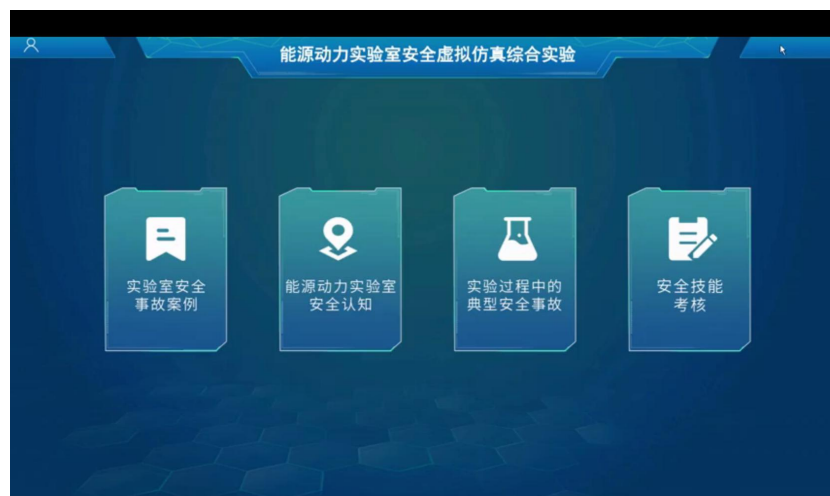 能源动力实验室安全虚拟仿真综合实验
实验室安全
事故案例
能源动力实验室
安全认知
实验过程中的
典型安全事故
安全技能
考核